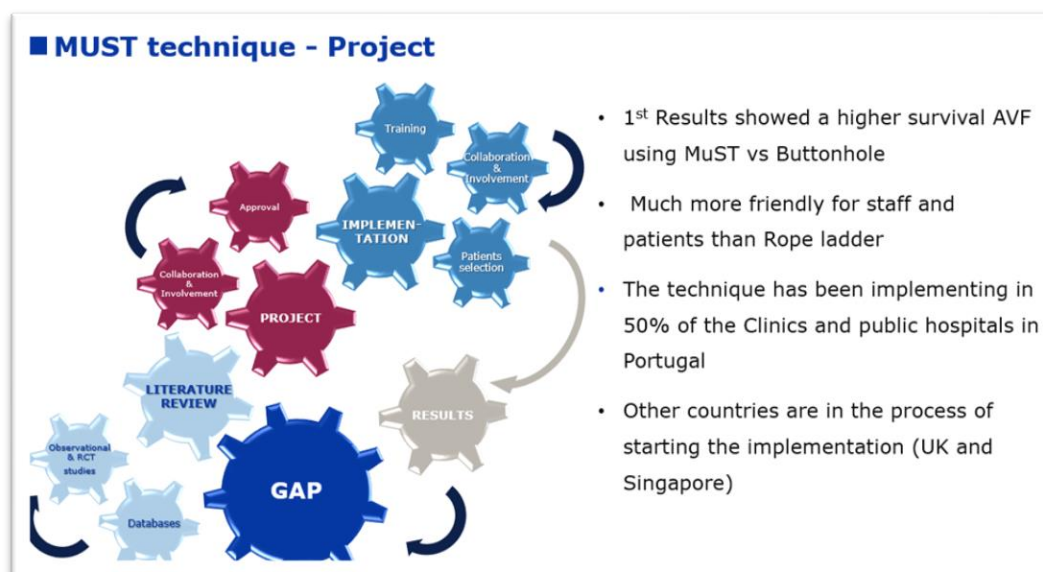 MUST technique - Project
Training
Collaboration
&
Involvement
Approval
IMPLEMEN-
TATION
Patients
selection
Collaboration
&
Involvement
PROJECT
LITERATURE
REVIEW
RESULTS
Observational
& RCT
studies
GAP
Databases
• 1st Results showed a higher survival AVF
using MuST vs Buttonhole
• Much more friendly for staff and
patients than Rope ladder
• The technique has been implementing in
50% of the Clinics and public hospitals in
Portugal
• Other countries are in the process of
starting the implementation (UK and
Singapore)